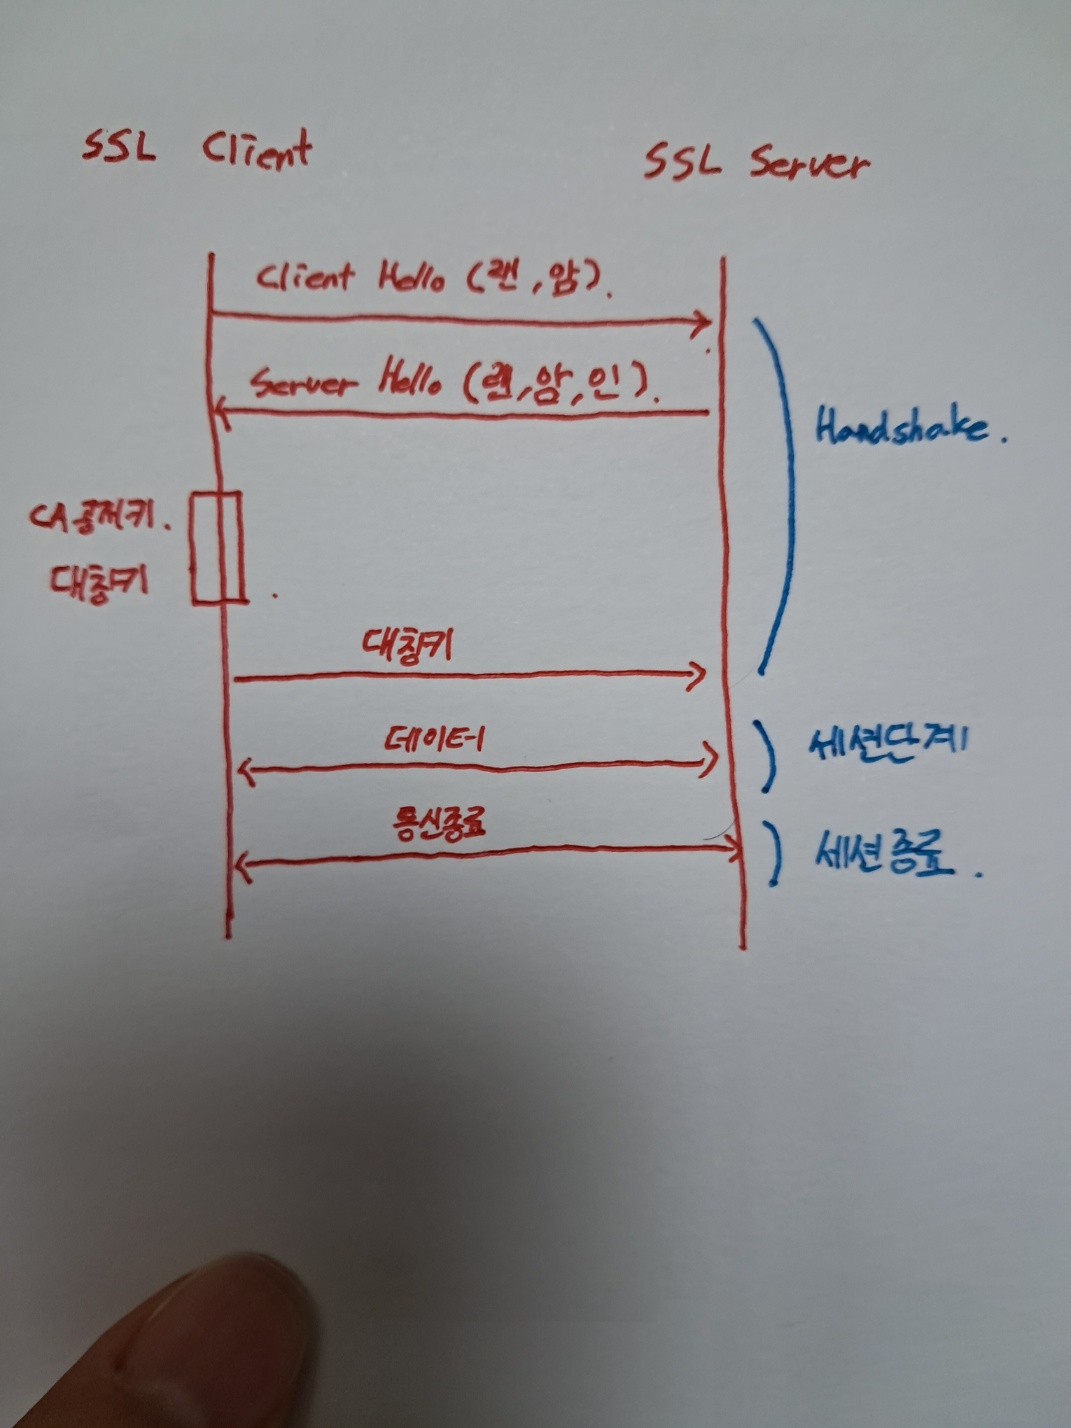 SSL Client
SSL Server
Client Hello (랜, 암).
Server Hello (랜, 암, 인).
Handshake.
CA공개키.
대칭키
대칭키
데이터
세션단계
통신종료
세션종료.